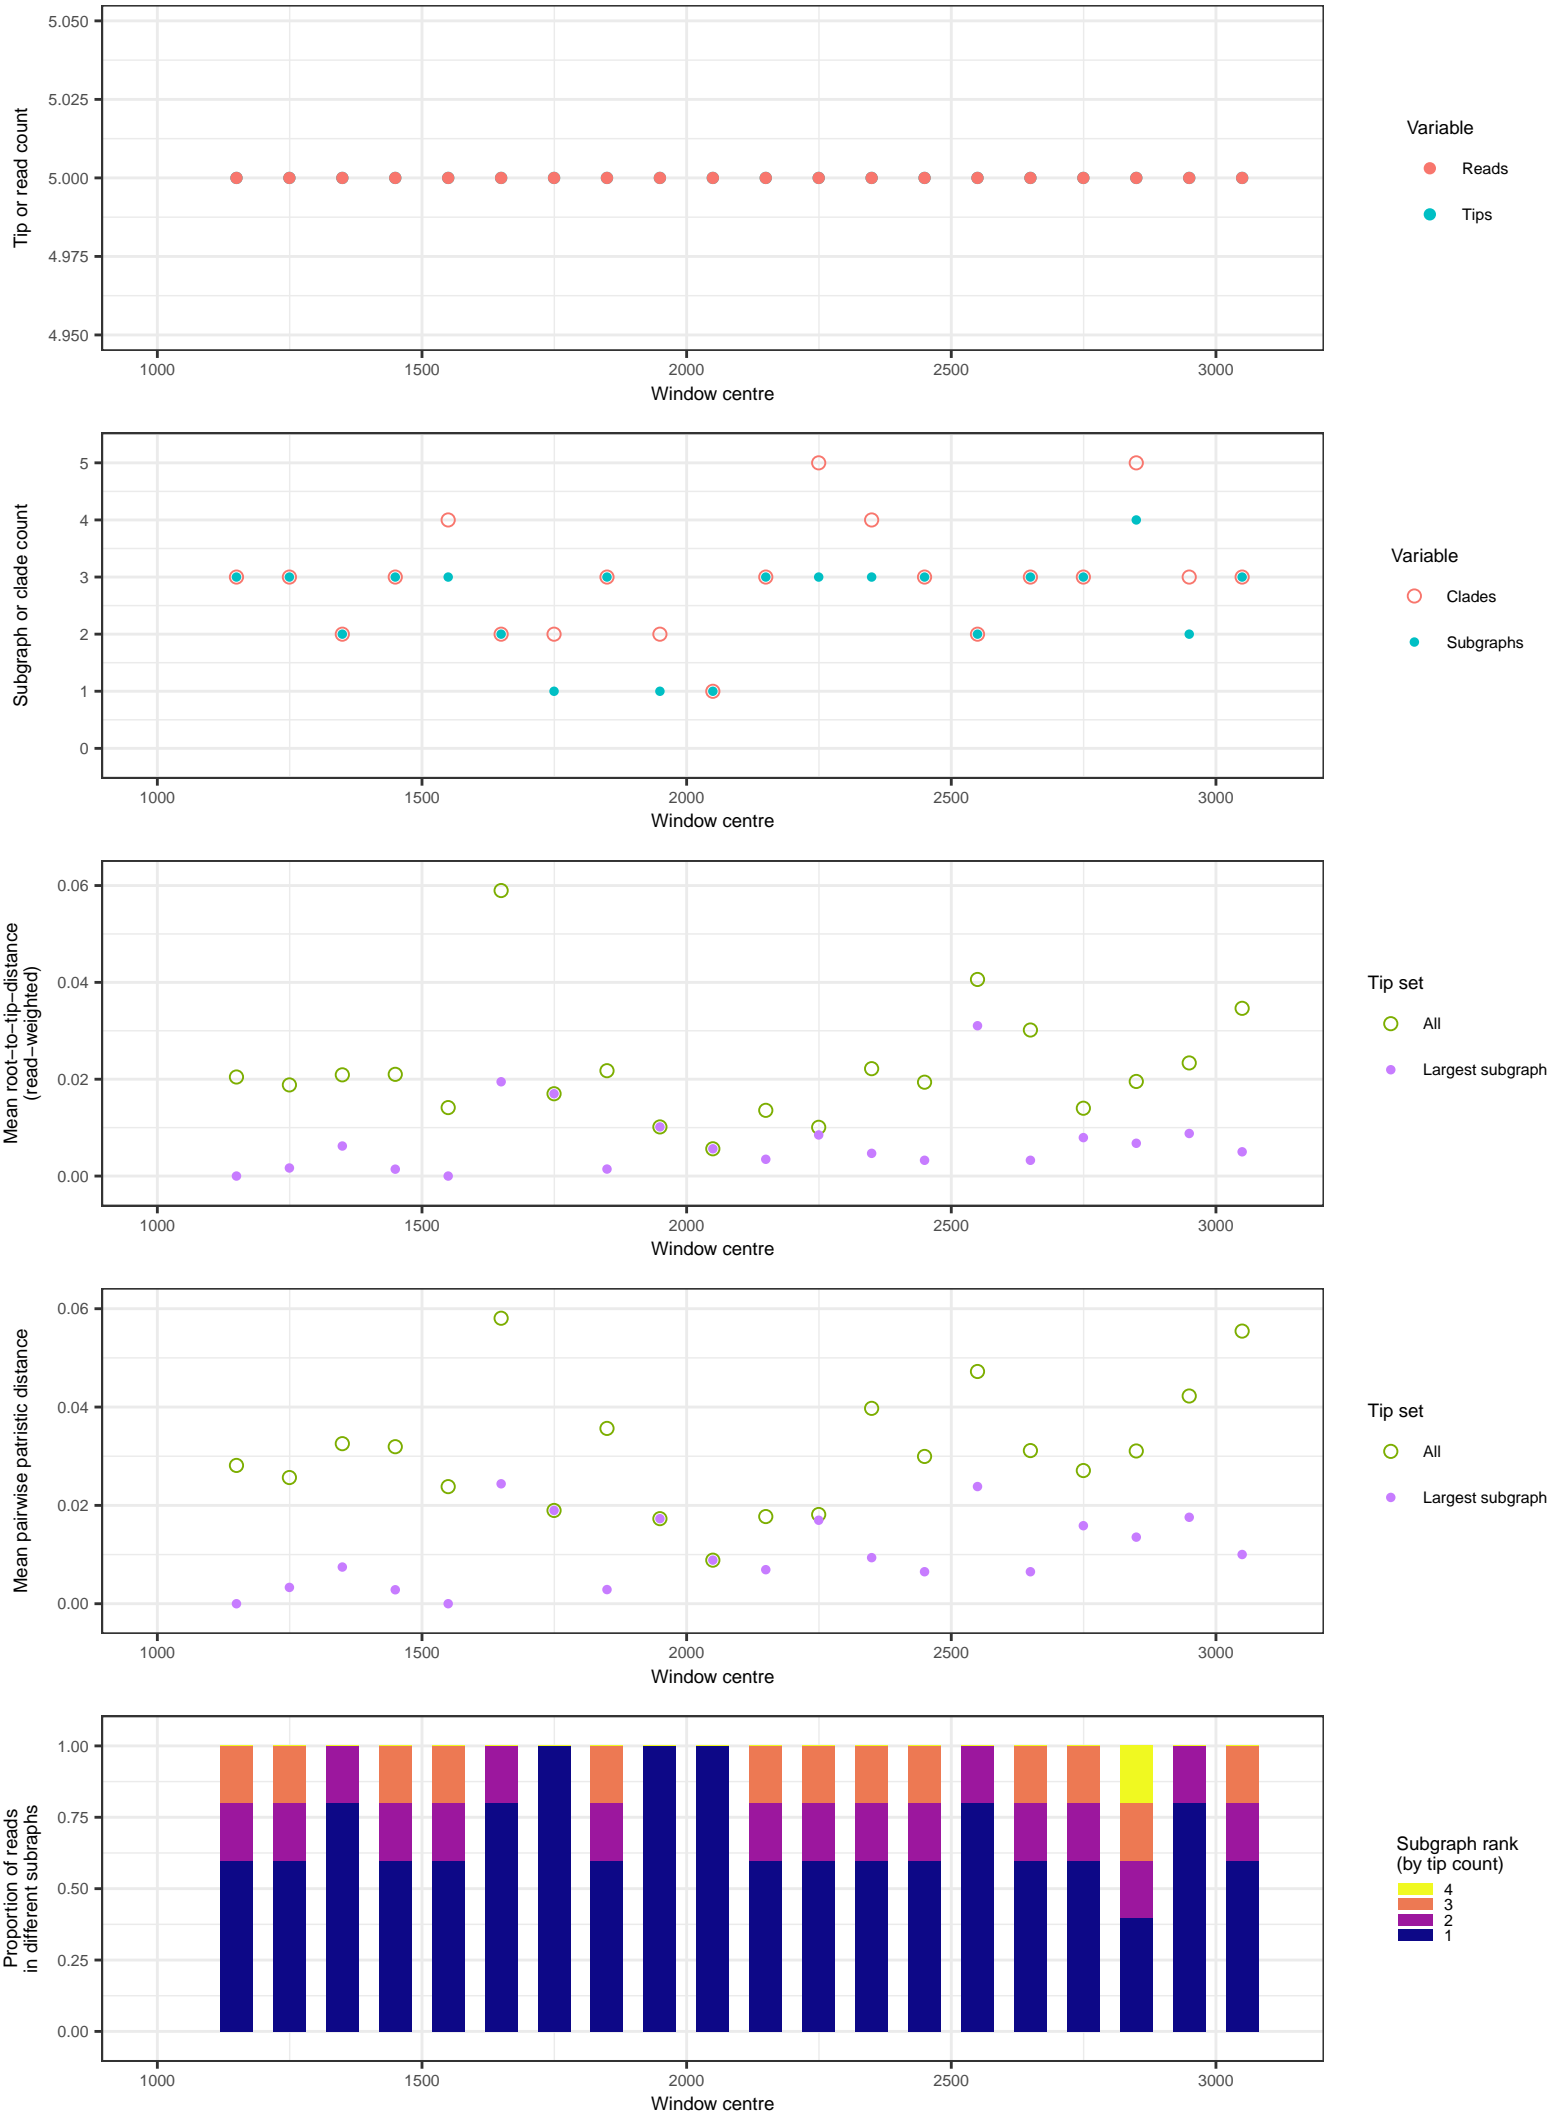 5.050
5.025
5.000
4.975
4.950
Tip or read count
1000 1500 2000 2500 3000
Window centre
Variable
Reads
Tips
5
4
3
2
1
0
Subgraph or clade count
1000 1500 2000 2500 3000
Window centre
Variable
Clades
Subgraphs
0.06
0.04
0.02
0.00
Mean root−to−tip−distance
(read−weighted)
1000 1500 2000 2500 3000
Window centre
Tip set
All
Largest subgraph
0.06
0.04
0.02
0.00
Mean pairwise patristic distance
1000 1500 2000 2500 3000
Window centre
Tip set
All
Largest subgraph
1.00
0.75
0.50
0.25
0.00
Proportion of reads
in different subraphs
1000 1500 2000 2500 3000
Window centre
Subgraph rank
(by tip count)
4
3
2
1